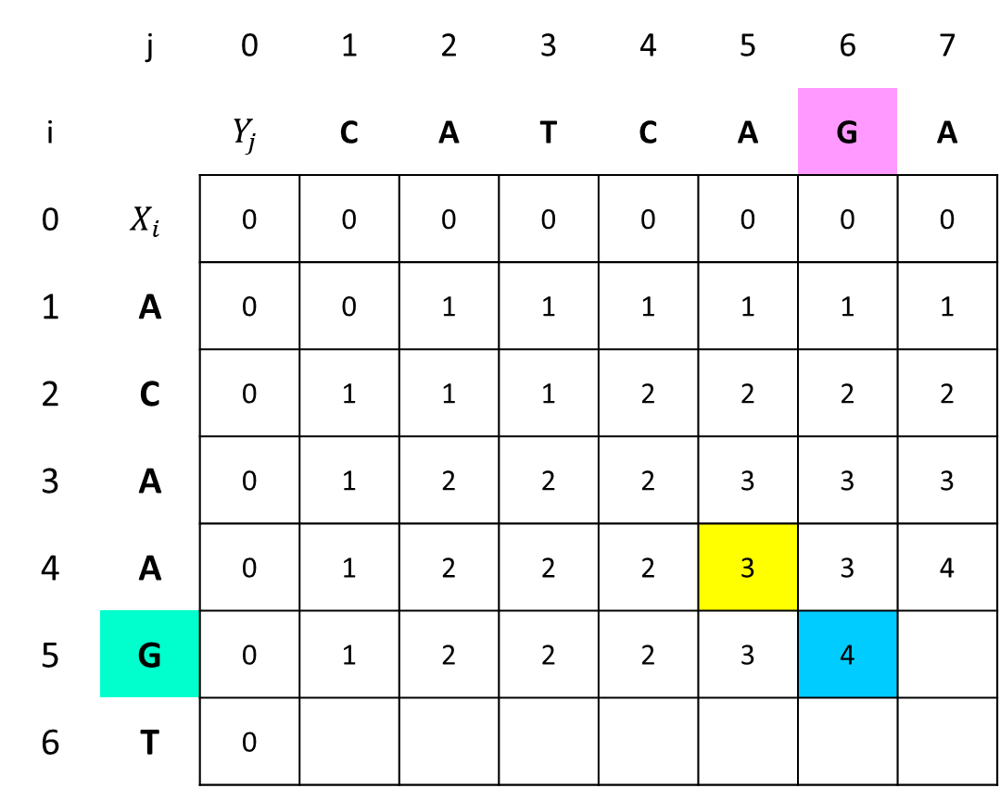 j 0 1 2 3 4 5 6 7
i Yj C A T C A G A
0 Xi 0 0 0 0 0 0 0 0
1 A 0 0 1 1 1 1 1 1
2 C 0 1 1 1 2 2 2 2
3 A 0 1 2 2 2 3 3 3
4 A 0 1 2 2 2 3 3 4
5 G 0 1 2 2 2 3 4
6 T 0